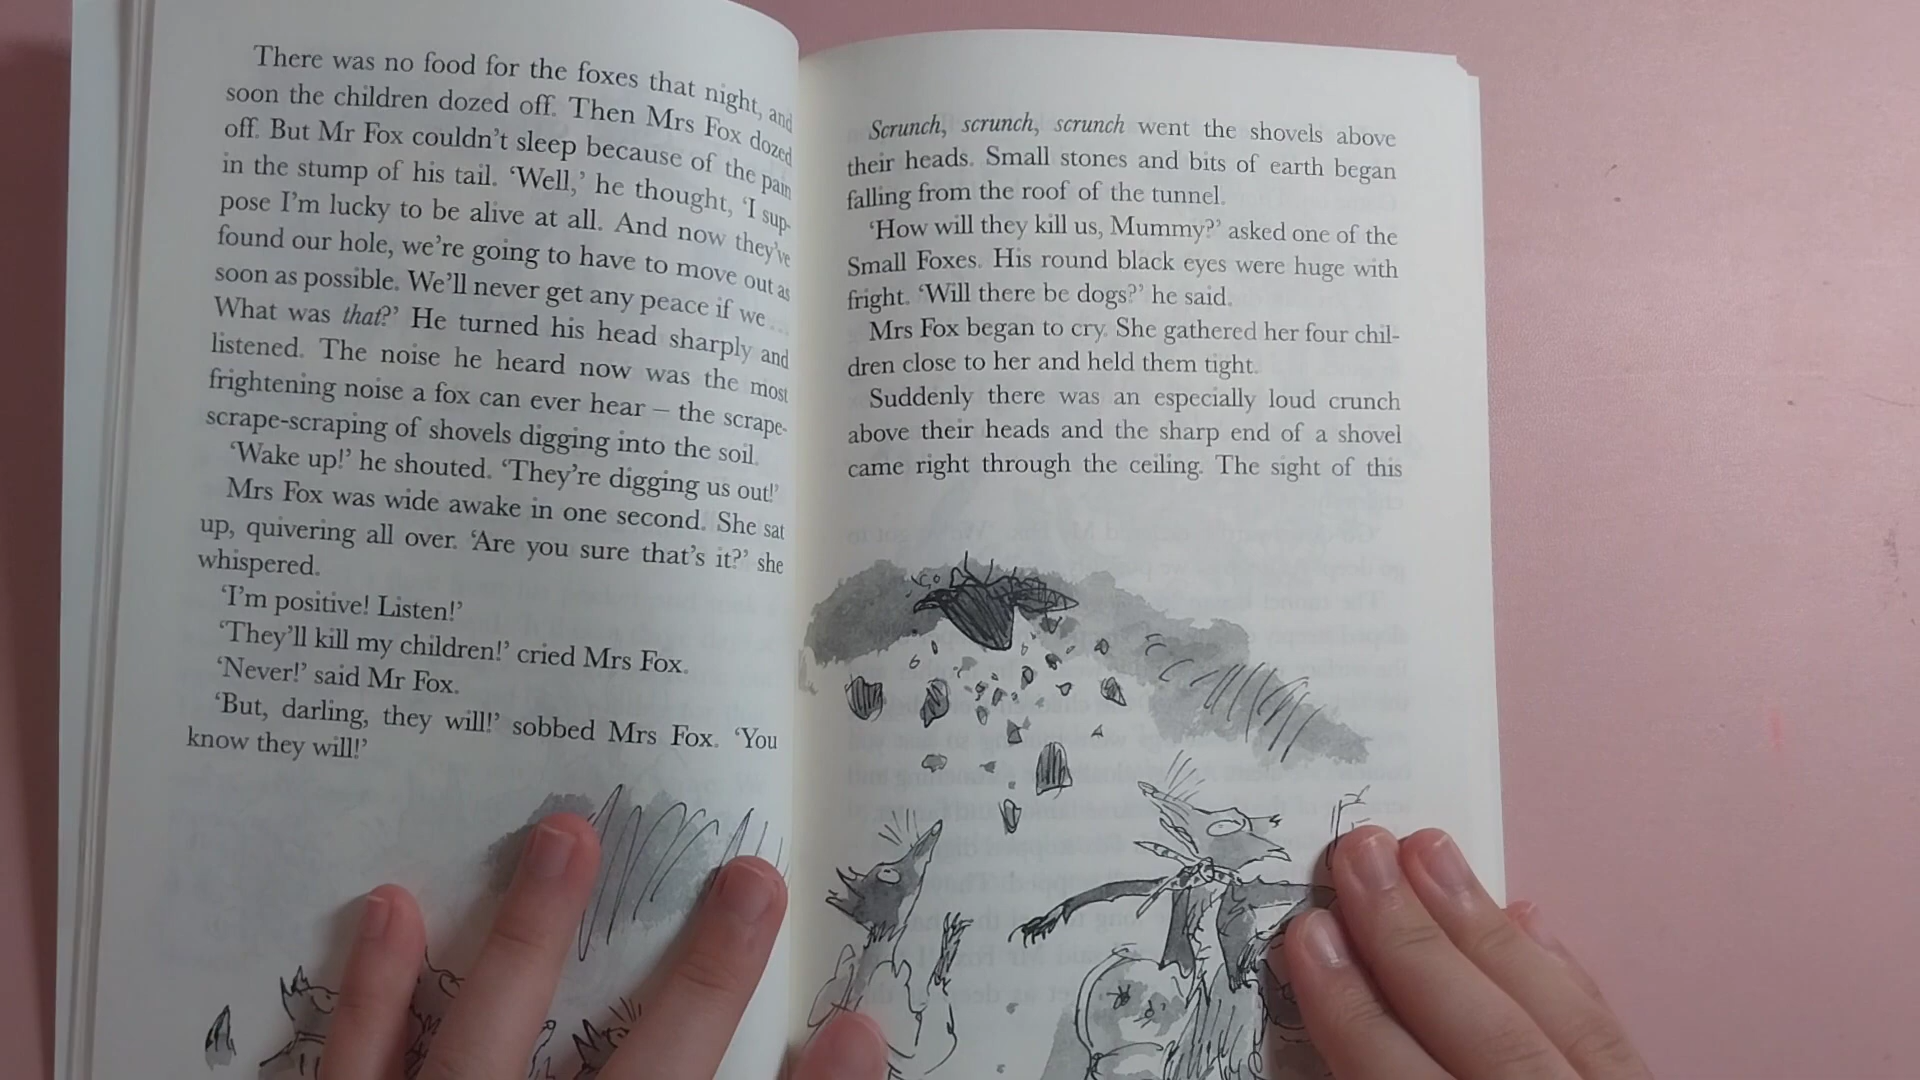 There was no food for the foxes that night, and
soon the children dozed off. Then Mrs Fox dozed
off. But Mr Fox couldn’t sleep because of the pain
in the stump of his tail. ‘Well,’ he thought, ‘I sup-
pose I’m lucky to be alive at all. And now they’ve
found our hole, we’re going to have to move out as
soon as possible. We’ll never get any peace if we ...
What was that?’ He turned his head sharply and
listened. The noise he heard now was the most
frightening noise a fox can ever hear – the scrape-
scrape-scraping of shovels digging into the soil.
‘Wake up!’ he shouted. ‘They’re digging us out!’
Mrs Fox was wide awake in one second. She sat
up, quivering all over. ‘Are you sure that’s it?’ she
whispered.
‘I’m positive! Listen!’
‘They’ll kill my children!’ cried Mrs Fox.
‘Never!’ said Mr Fox.
‘But, darling, they will!’ sobbed Mrs Fox. ‘You
know they will!’
Scrunch, scrunch, scrunch went the shovels above
their heads. Small stones and bits of earth began
falling from the roof of the tunnel.
‘How will they kill us, Mummy?’ asked one of the
Small Foxes. His round black eyes were huge with
fright. ‘Will there be dogs?’ he said.
Mrs Fox began to cry. She gathered her four chil-
dren close to her and held them tight.
Suddenly there was an especially loud crunch
above their heads and the sharp end of a shovel
came right through the ceiling. The sight of this